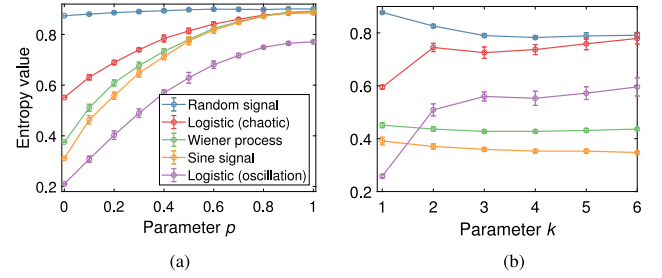 Entropy value
0.8
0.6
0.4
0.2
0 0.2 0.4 0.6 0.8 1
Parameter p
Random signal
Logistic (chaotic)
Wiener process
Sine signal
Logistic (oscillation)
(a)
0.8
0.6
0.4
0.2
1 2 3 4 5 6
Parameter k
(b)